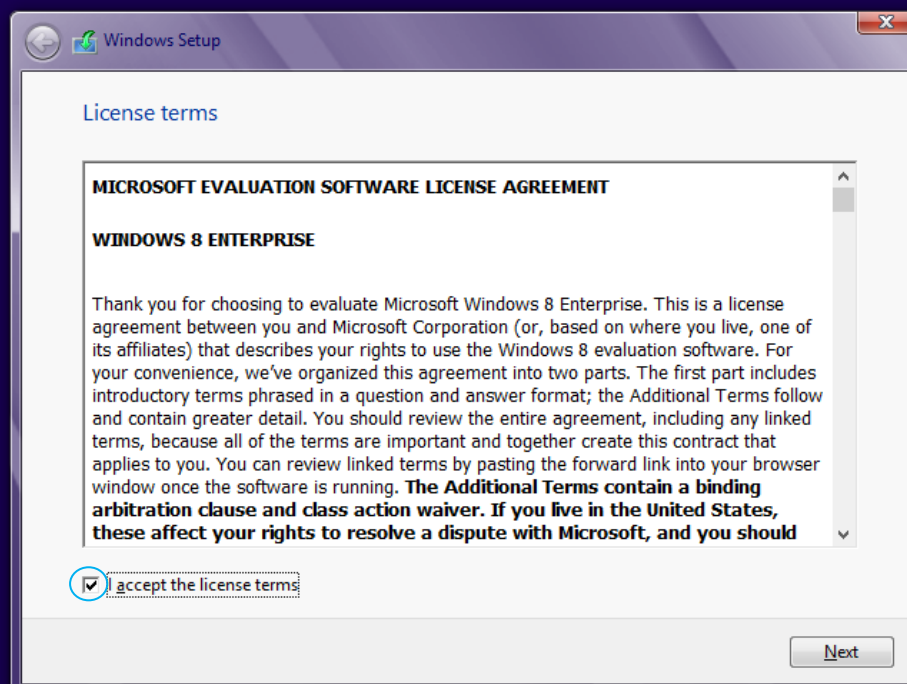 Windows Setup
License terms
MICROSOFT EVALUATION SOFTWARE LICENSE AGREEMENT
WINDOWS 8 ENTERPRISE
Thank you for choosing to evaluate Microsoft Windows 8 Enterprise. This is a license
agreement between you and Microsoft Corporation (or, based on where you live, one of
its affiliates) that describes your rights to use the Windows 8 evaluation software. For
your convenience, we’ve organized this agreement into two parts. The first part includes
introductory terms phrased in a question and answer format; the Additional Terms follow
and contain greater detail. You should review the entire agreement, including any linked
terms, because all of the terms are important and together create this contract that
applies to you. You can review linked terms by pasting the forward link into your browser
window once the software is running. The Additional Terms contain a binding
arbitration clause and class action waiver. If you live in the United States,
these affect your rights to resolve a dispute with Microsoft, and you should
I accept the license terms
Next